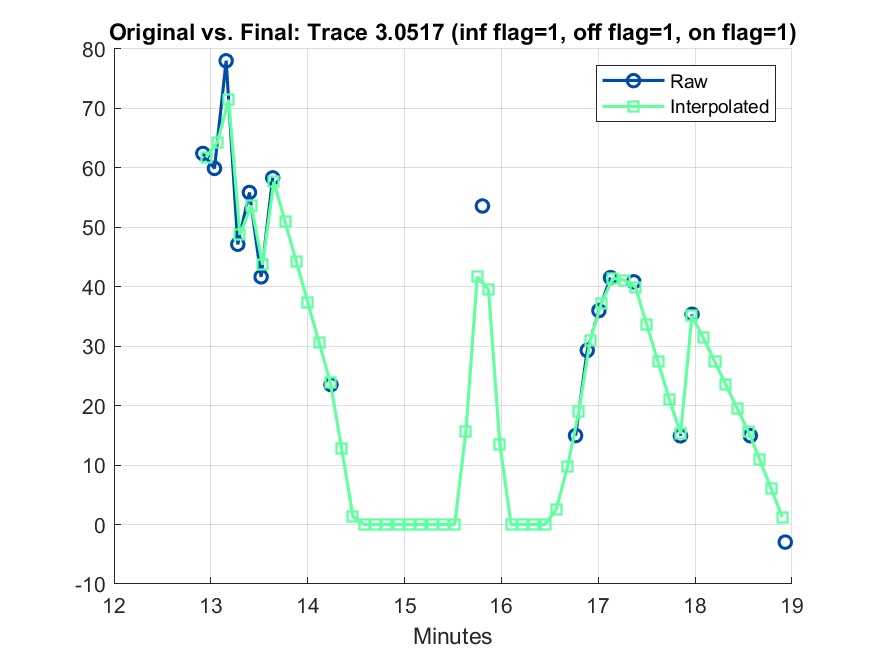 Original vs. Final: Trace 3.0517 (inf flag=1, off flag=1, on flag=1)
80
70
60
50
40
30
20
10
0
-10
Raw
Interpolated
12 13 14 15 16 17 18 19
Minutes